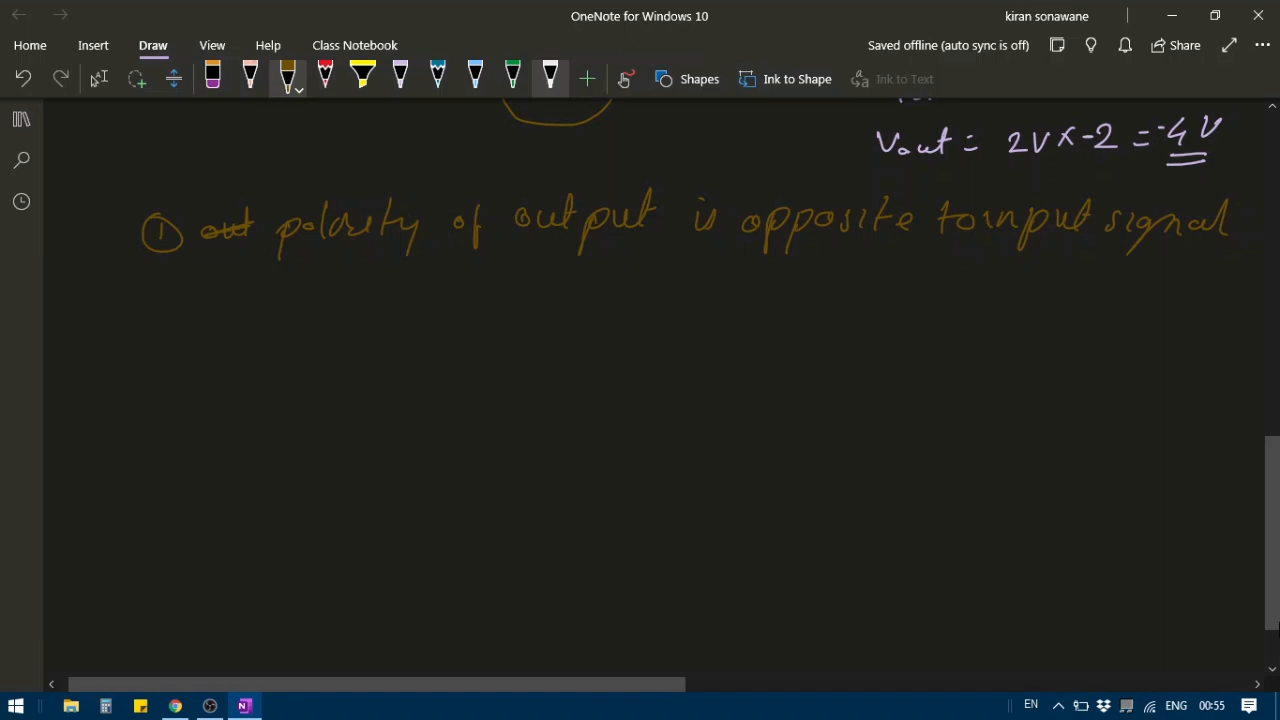 OneNote for Windows 10
kiran sonawane
Home Insert Draw View Help Class Notebook
Saved offline (auto sync is off) Share
Shapes Ink to Shape Ink to Text
Vout = 2V x -2 = -4V
① out polarity of output is opposite to input signal
EN ENG 00:55